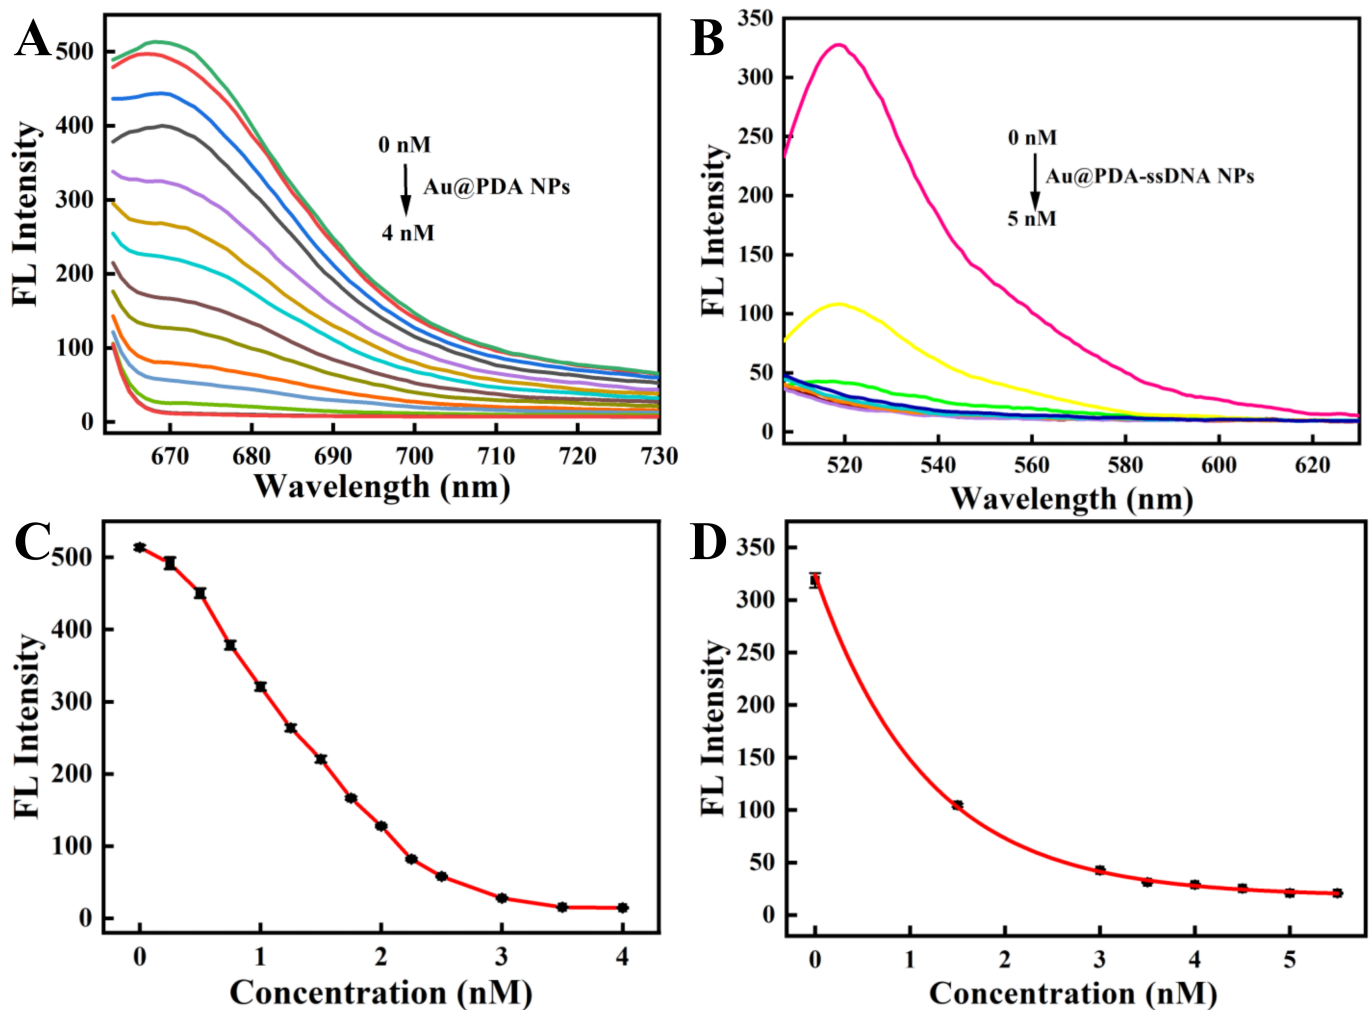 A
FL Intensity
500
400
300
200
100
0
0 nM
Au@PDA NPs
4 nM
670 680 690 700 710 720 730
Wavelength (nm)
B
FL Intensity
350
300
250
200
150
100
50
0
0 nM
Au@PDA-ssDNA NPs
5 nM
520 540 560 580 600 620
Wavelength (nm)
C
FL Intensity
500
400
300
200
100
0
0 1 2 3 4
Concentration (nM)
D
FL Intensity
350
300
250
200
150
100
50
0
0 1 2 3 4 5
Concentration (nM)